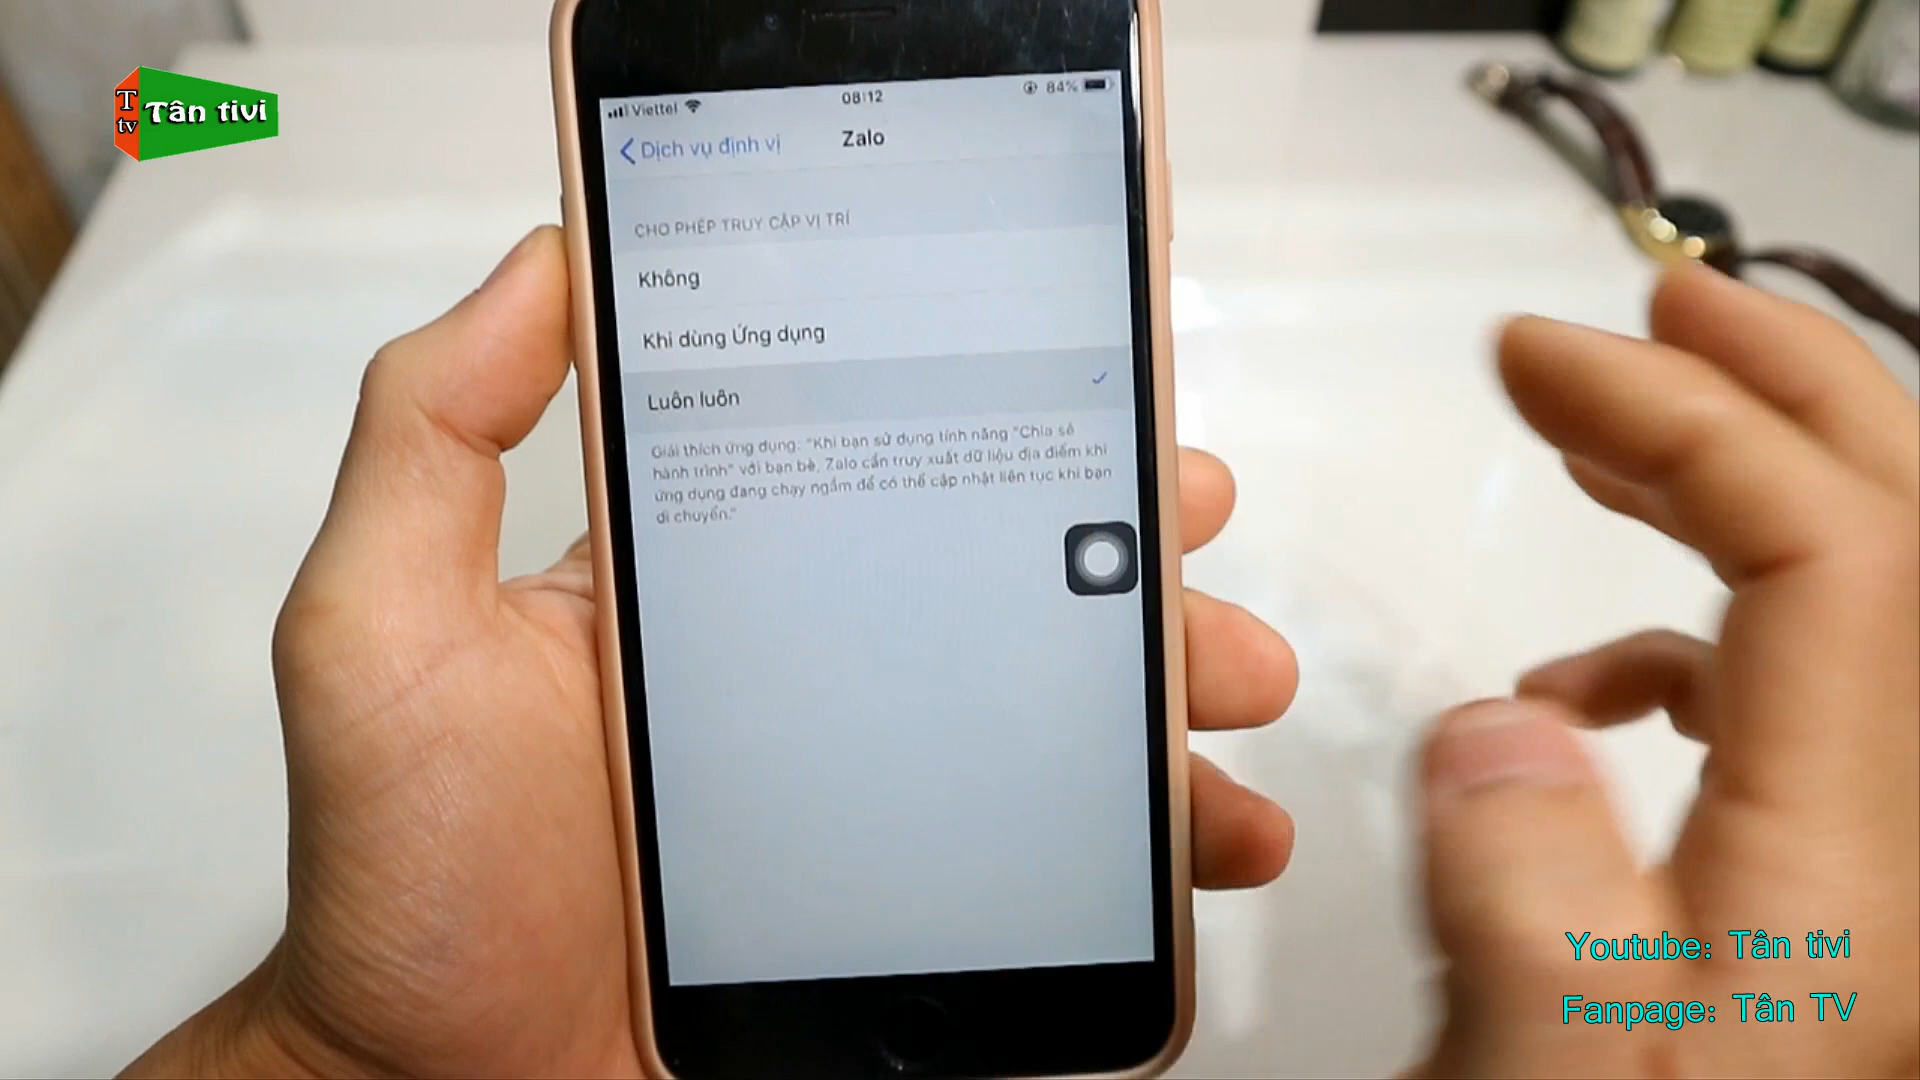 T
tv
Tân tivi
Viettel
08:12
84%
Dịch vụ định vị
Zalo
CHO PHÉP TRUY CẬP VỊ TRÍ
Không
Khi dùng Ứng dụng
Luôn luôn
Giải thích ứng dụng: “Khi bạn sử dụng tính năng “Chia sẻ
hành trình” với bạn bè, Zalo cần truy xuất dữ liệu địa điểm khi
ứng dụng đang chạy ngầm để có thể cập nhật liên tục khi bạn
di chuyển.”
Youtube: Tân tivi
Fanpage: Tân TV